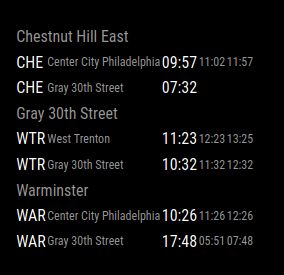 Chestnut Hill East
CHE Center City Philadelphia 09:57 11:02 11:57
CHE Gray 30th Street 07:32
Gray 30th Street
WTR West Trenton 11:23 12:23 13:25
WTR Gray 30th Street 10:32 11:32 12:32
Warminster
WAR Center City Philadelphia 10:26 11:26 12:26
WAR Gray 30th Street 17:48 05:51 07:48